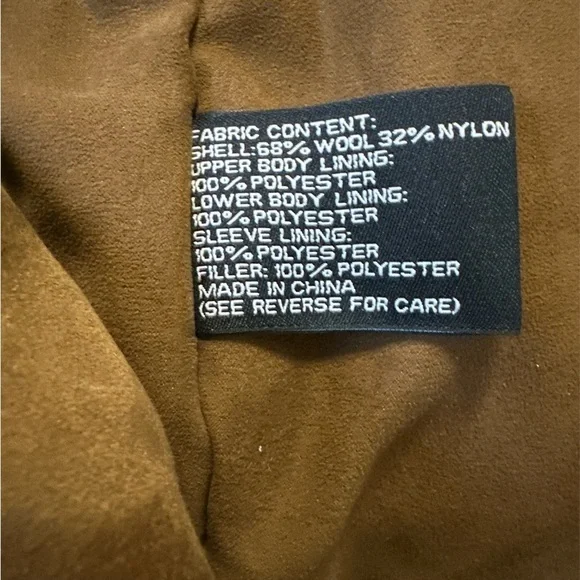 FABRIC CONTENT:
SHELL:68% WOOL 32% NYLON
UPPER BODY LINING:
100% POLYESTER
LOWER BODY LINING:
100% POLYESTER
SLEEVE LINING:
100% POLYESTER
FILLER: 100% POLYESTER
MADE IN CHINA
(SEE REVERSE FOR CARE)